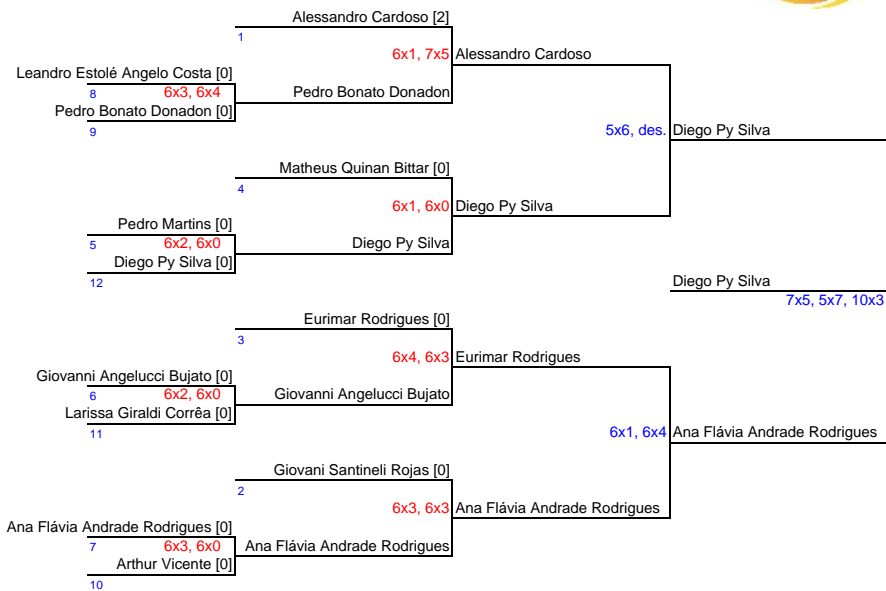 Alessandro Cardoso [2]
1
6x1, 7x5 Alessandro Cardoso
Leandro Estolé Angelo Costa [0]
8 6x3, 6x4
Pedro Bonato Donadon
Pedro Bonato Donadon [0]
9
5x6, des. Diego Py Silva
Matheus Quinan Bittar [0]
4
6x1, 6x0 Diego Py Silva
Pedro Martins [0]
5 6x2, 6x0
Diego Py Silva
Diego Py Silva [0]
12
Diego Py Silva
7x5, 5x7, 10x3
Eurimar Rodrigues [0]
3
6x4, 6x3 Eurimar Rodrigues
Giovanni Angelucci Bujato [0]
6 6x2, 6x0
Giovanni Angelucci Bujato
Larissa Giraldi Corrêa [0]
11
6x1, 6x4 Ana Flávia Andrade Rodrigues
Giovani Santineli Rojas [0]
2
6x3, 6x3 Ana Flávia Andrade Rodrigues
Ana Flávia Andrade Rodrigues [0]
7 6x3, 6x0
Ana Flávia Andrade Rodrigues
Arthur Vicente [0]
10